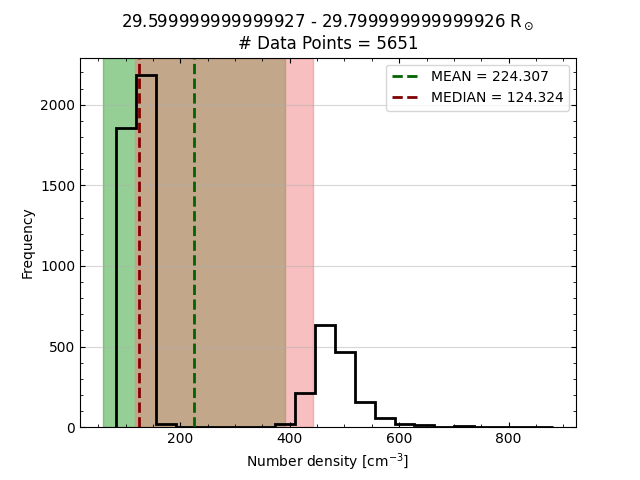 29.599999999999927 - 29.799999999999926 R⊙
# Data Points = 5651
MEAN = 224.307
MEDIAN = 124.324
2000
1500
1000
500
0
Frequency
200 400 600 800
Number density [cm⁻³]